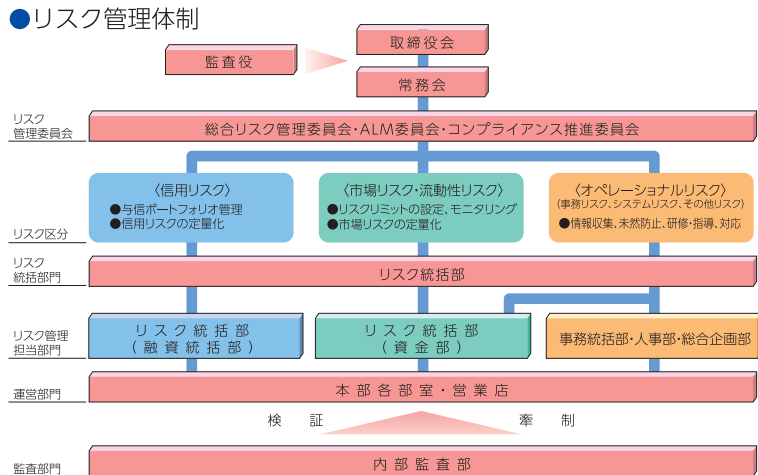 ●リスク管理体制
取締役会
監査役
常務会
リスク
管理委員会
総合リスク管理委員会・ALM委員会・コンプライアンス推進委員会
〈信用リスク〉
●与信ポートフォリオ管理
●信用リスクの定量化
〈市場リスク・流動性リスク〉
●リスクリミットの設定、モニタリング
●市場リスクの定量化
〈オペレーショナルリスク〉
(事務リスク、システムリスク、その他リスク)
●情報収集、未然防止、研修・指導、対応
リスク区分
リスク
統括部門
リスク統括部
リスク管理
担当部門
リスク統括部
(融資統括部)
リスク統括部
(資金部)
事務統括部・人事部・総合企画部
運営部門
本部各部室・営業店
検証
牽制
監査部門
内部監査部